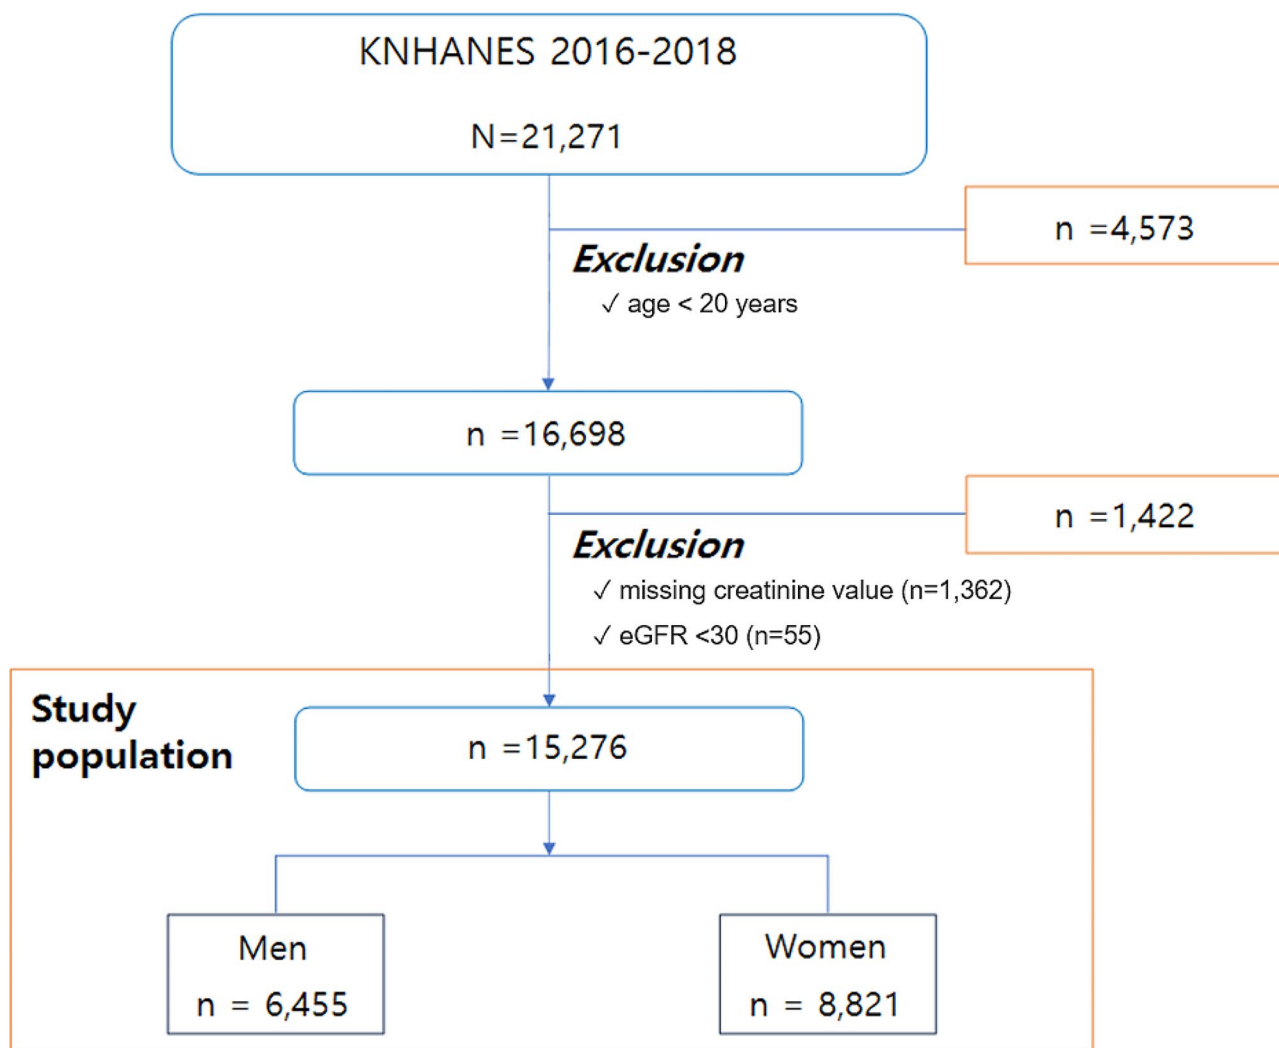 KNHANES 2016-2018
N=21,271
n =4,573
Exclusion
✓ age < 20 years
n =16,698
n =1,422
Exclusion
✓ missing creatinine value (n=1,362)
✓ eGFR <30 (n=55)
Study
population
n =15,276
Men
n = 6,455
Women
n = 8,821